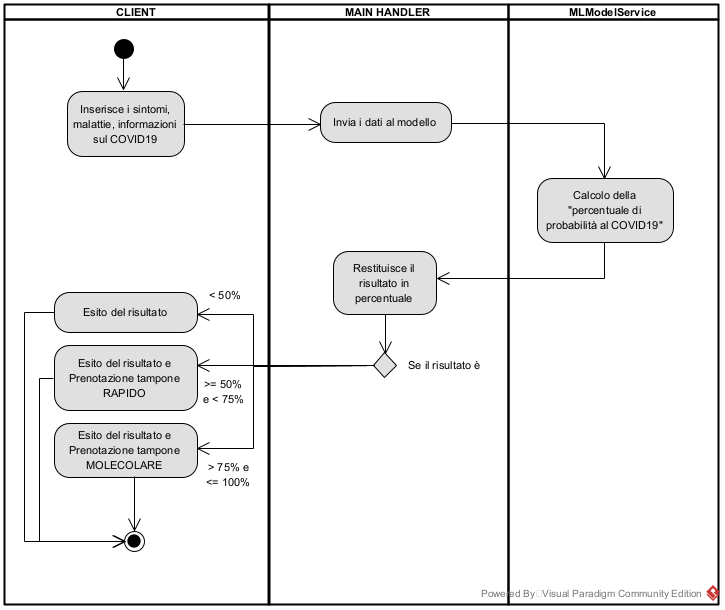 CLIENT
MAIN HANDLER
MLModelService
Inserisce i sintomi,
malattie, informazioni
sul COVID19
Invia i dati al modello
Calcolo della
"percentuale di
probabilità al COVID19"
Restituisce il
risultato in
percentuale
< 50%
Esito del risultato
Se il risultato è
Esito del risultato e
Prenotazione tampone
RAPIDO
>= 50%
e < 75%
Esito del risultato e
Prenotazione tampone
MOLECOLARE
> 75% e
<= 100%
Powered By Visual Paradigm Community Edition